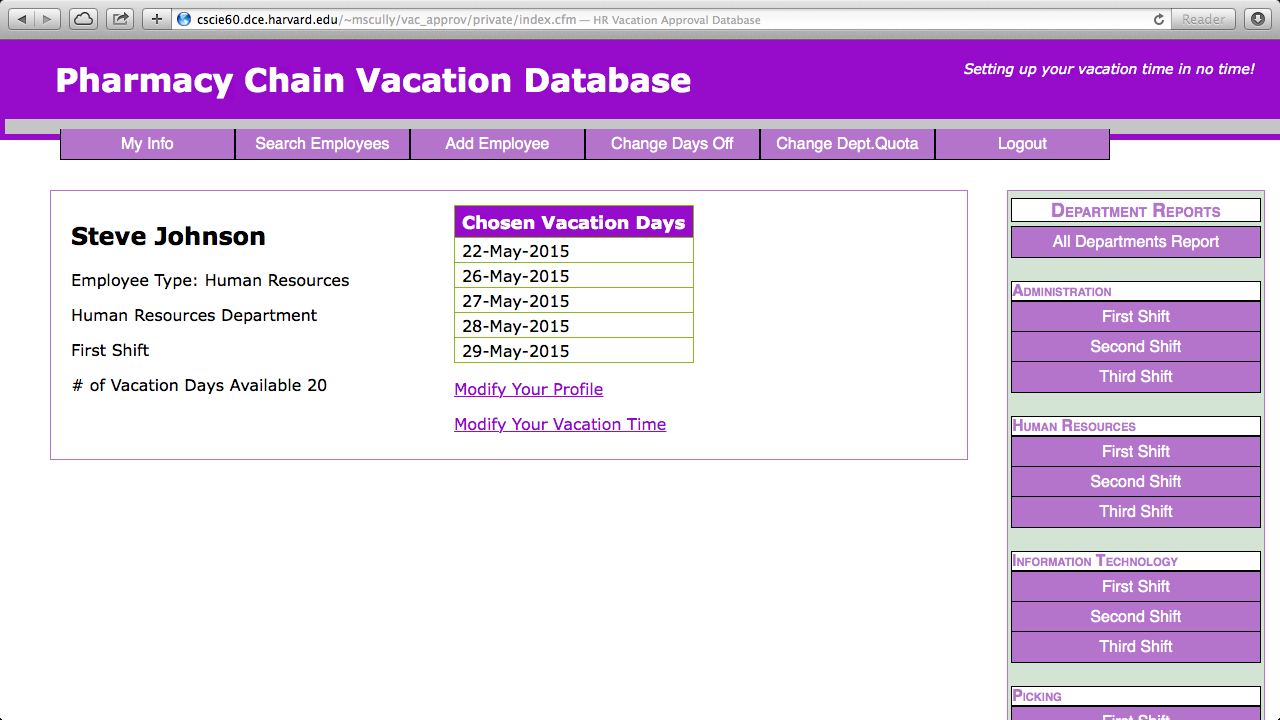 cscie60.dce.harvard.edu/~mscully/vac_approv/private/index.cfm — HR Vacation Approval Database
Reader
Pharmacy Chain Vacation Database
Setting up your vacation time in no time!
My Info
Search Employees
Add Employee
Change Days Off
Change Dept.Quota
Logout
Steve Johnson
Employee Type: Human Resources
Human Resources Department
First Shift
# of Vacation Days Available 20
Chosen Vacation Days
22-May-2015
26-May-2015
27-May-2015
28-May-2015
29-May-2015
Modify Your Profile
Modify Your Vacation Time
Department Reports
All Departments Report
Administration
First Shift
Second Shift
Third Shift
Human Resources
First Shift
Second Shift
Third Shift
Information Technology
First Shift
Second Shift
Third Shift
Picking
First Shift